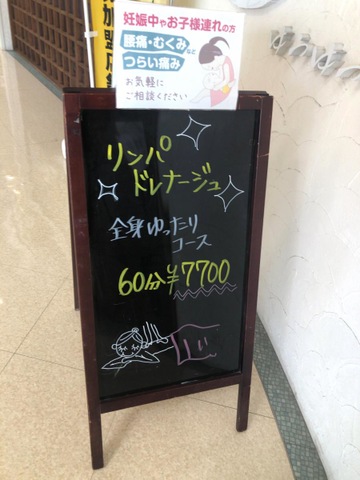 妊娠中やお子様連れの方
腰痛・むくみ など
つらい痛み
お気軽に
ご相談ください
リンパ
ドレナージュ
全身ゆったり
コース
60分¥7700